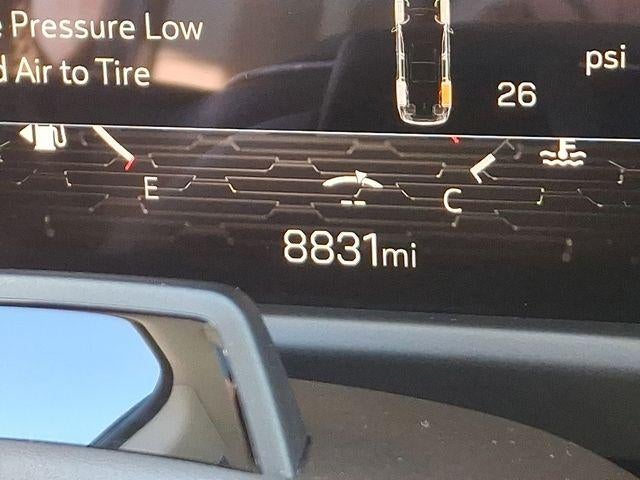 Pressure Low
Air to Tire
psi
26
E
C
--
8831mi